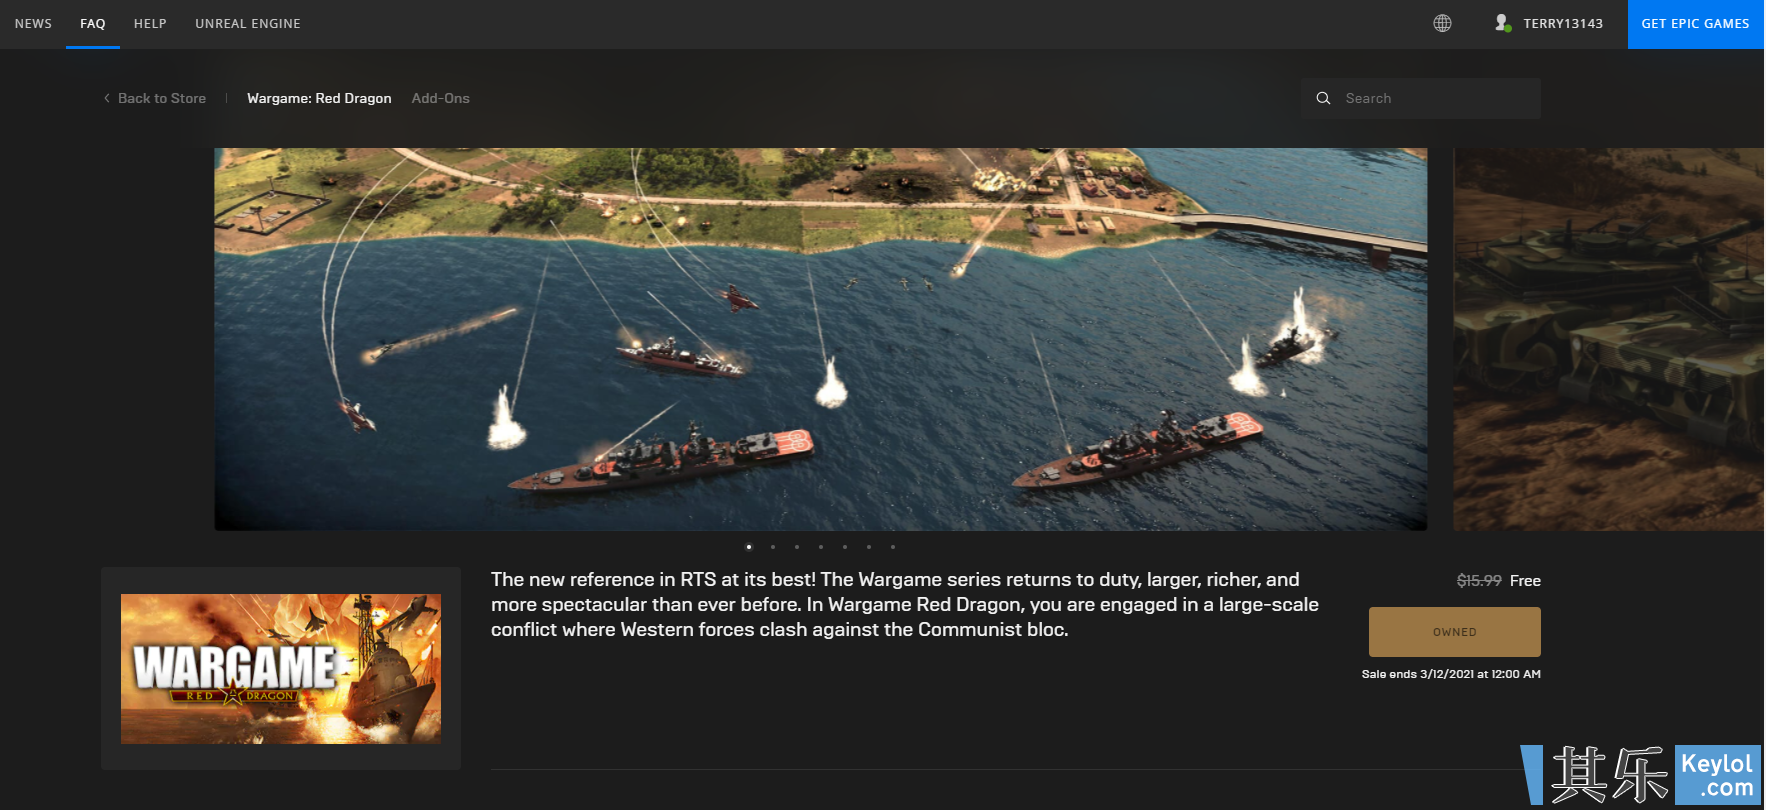 NEWS FAQ HELP UNREAL ENGINE TERRY13143 GET EPIC GAMES
Back to Store Wargame: Red Dragon Add-Ons Search
The new reference in RTS at its best! The Wargame series returns to duty, larger, richer, and
more spectacular than ever before. In Wargame Red Dragon, you are engaged in a large-scale
conflict where Western forces clash against the Communist bloc.
$15.99 Free
OWNED
Sale ends 3/12/2021 at 12:00 AM
WARGAME
RED DRAGON
其乐 Keylol
.com